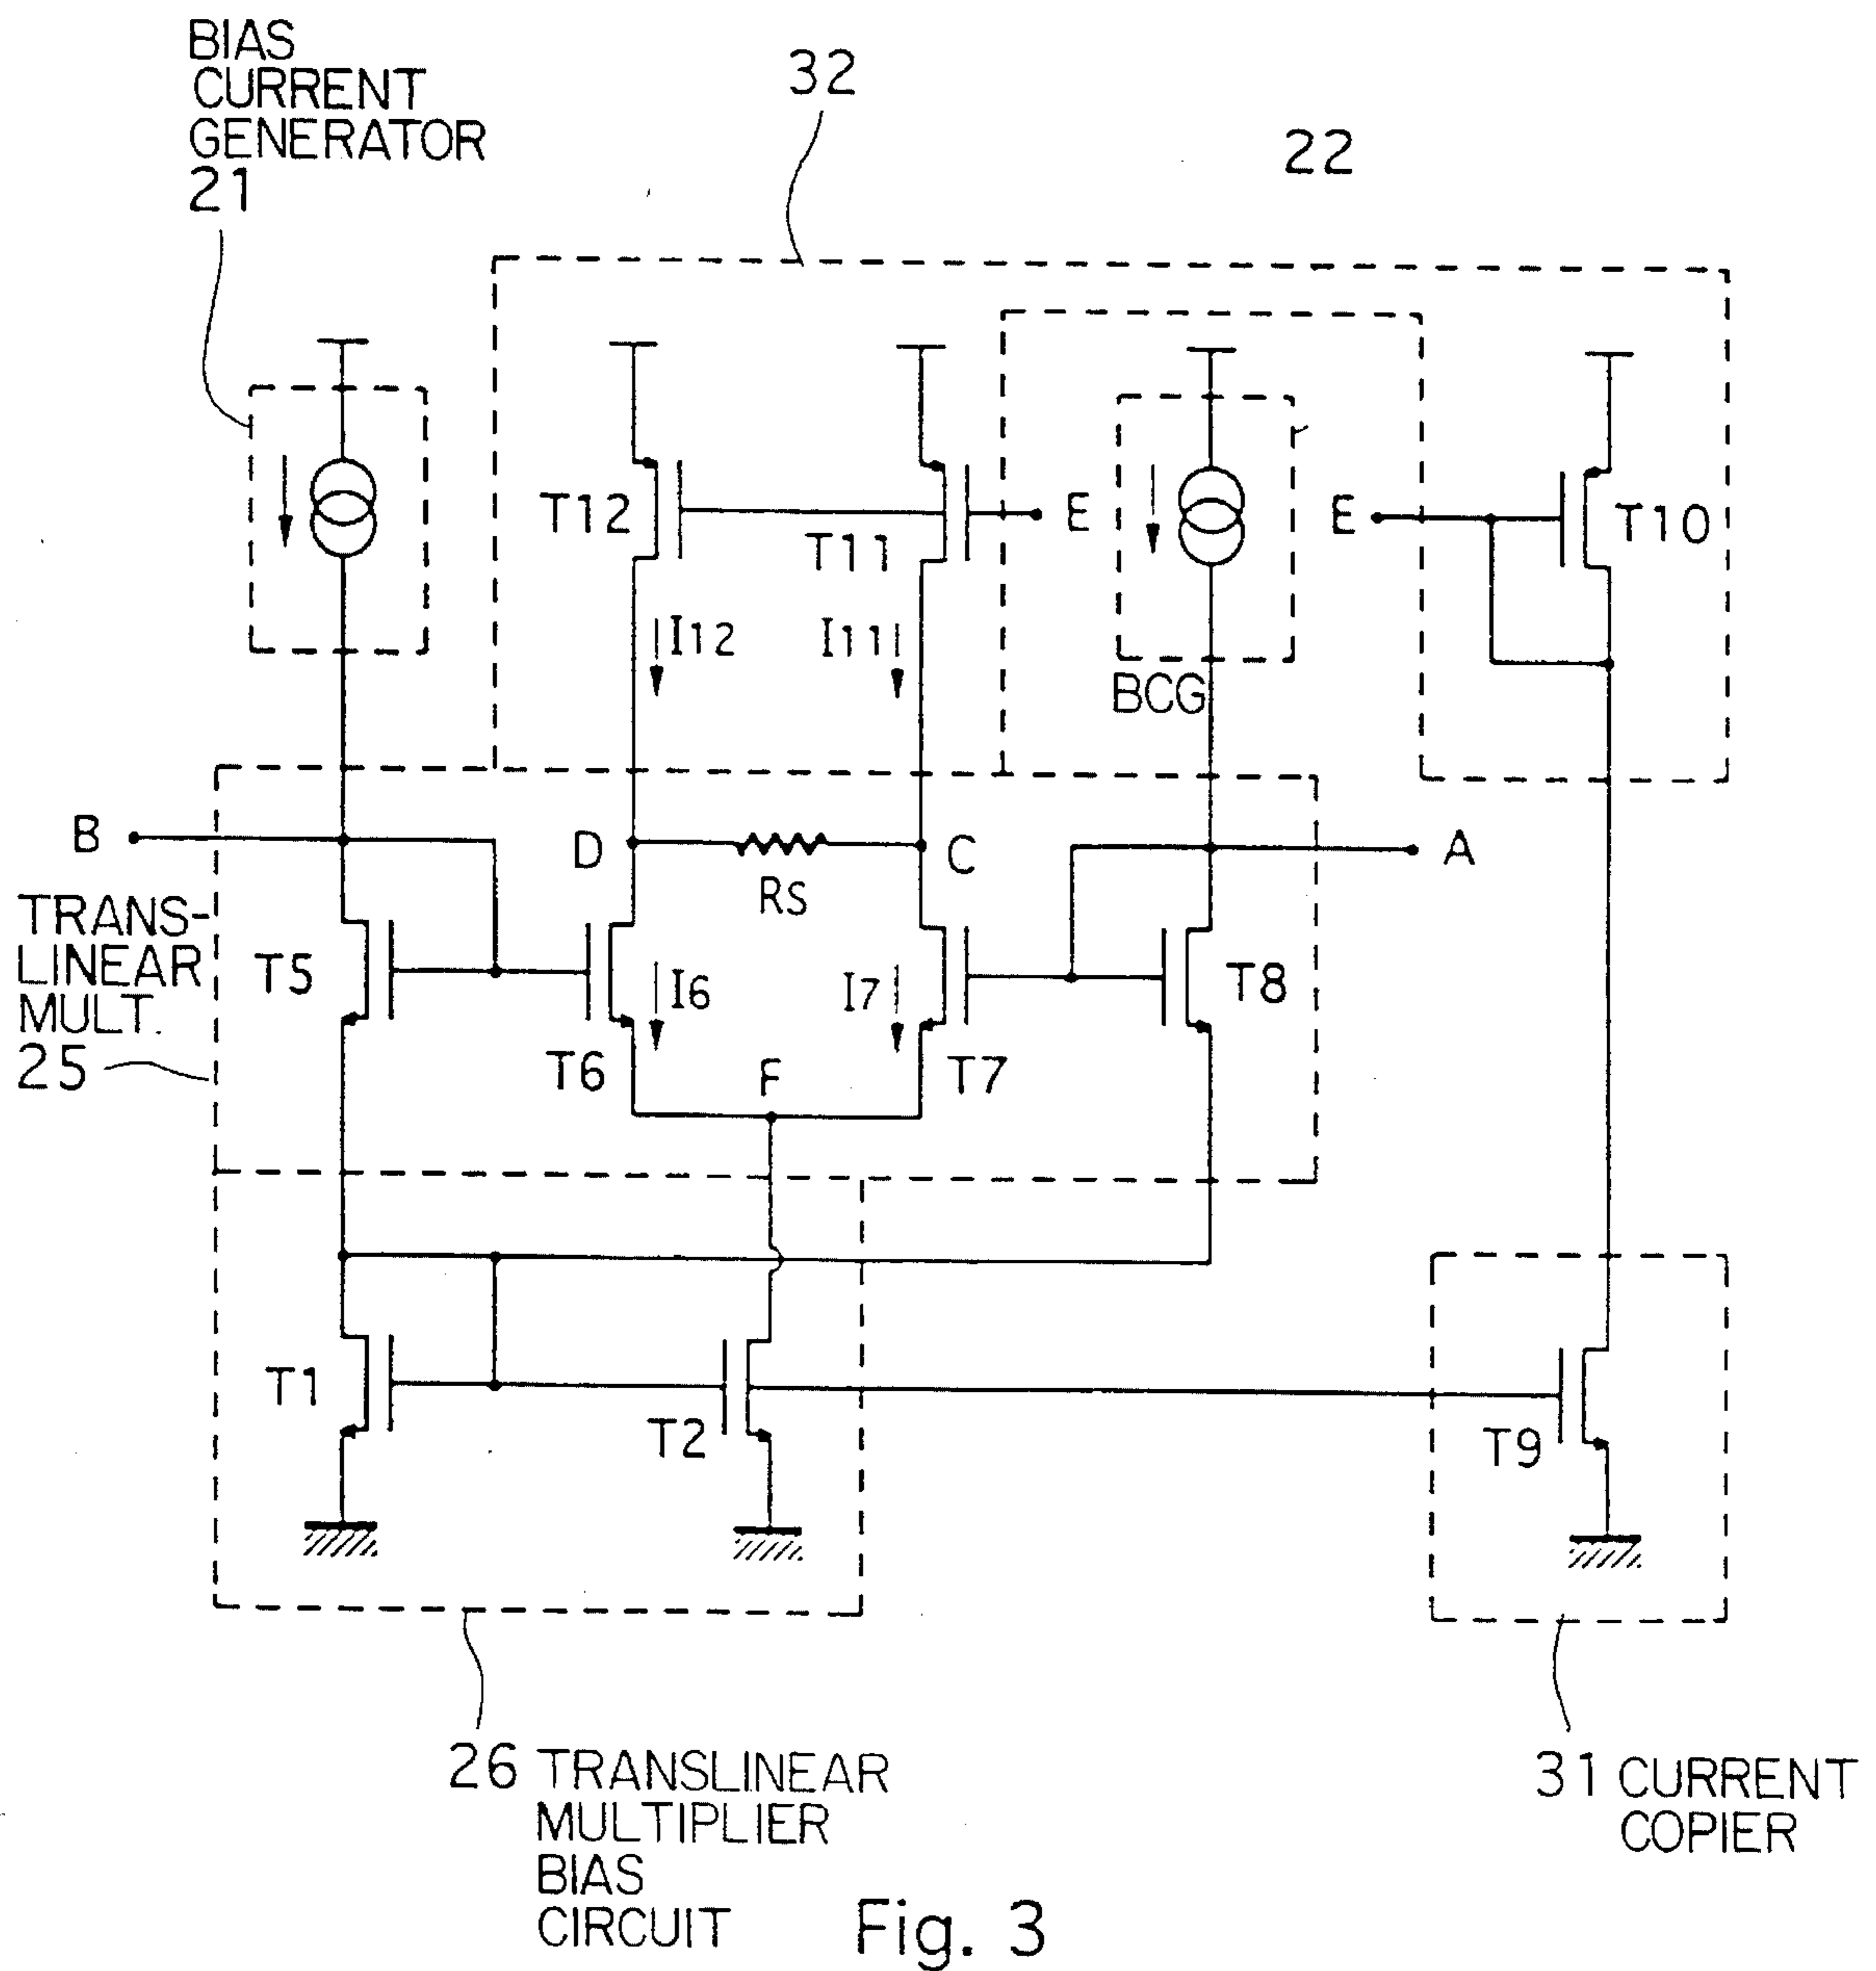 BIAS
CURRENT
GENERATOR
21
32
22
T12
T11
E
E
T10
I12
I11
BCG
B
D
C
A
RS
TRANS-
LINEAR
MULT.
25
T5
I6
I7
T8
T6
F
T7
T1
T2
T9
26 TRANSLINEAR
MULTIPLIER
BIAS
CIRCUIT
31 CURRENT
COPIER
Fig. 3